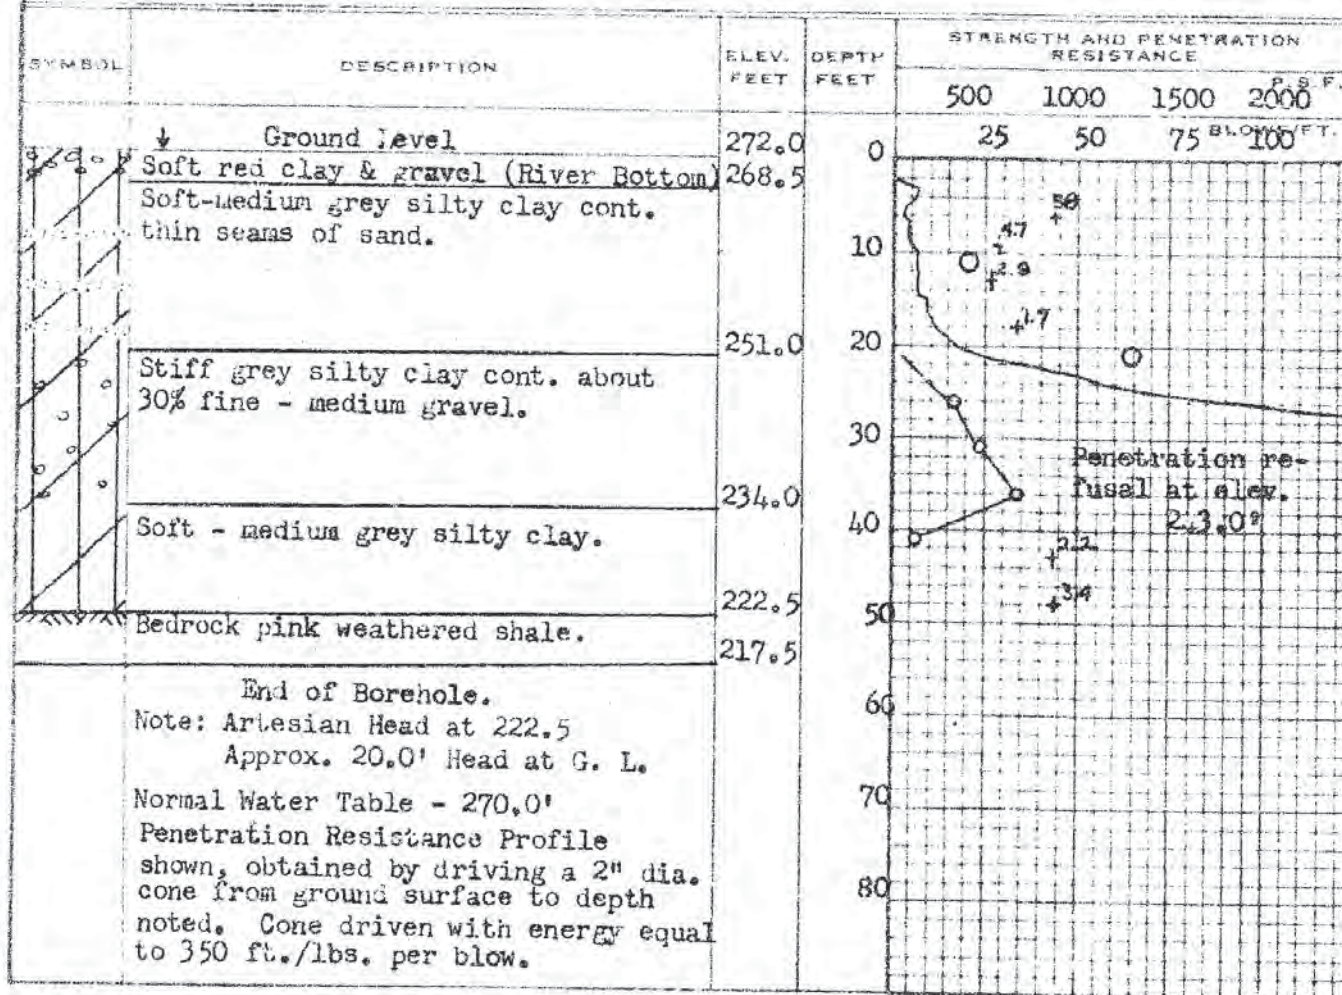 SYMBOL
DESCRIPTION
ELEV. FEET
DEPTH FEET
STRENGTH AND PENETRATION RESISTANCE
P.S.F.
500 1000 1500 2000
BLOWS/FT.
25 50 75 100
Ground level 272.0
Soft red clay & gravel (River Bottom) 268.5
Soft-medium grey silty clay cont.
thin seams of sand.
251.0
Stiff grey silty clay cont. about
30% fine - medium gravel.
234.0
Soft - medium grey silty clay.
222.5
Bedrock pink weathered shale.
217.5
End of Borehole.
Note: Artesian Head at 222.5
Approx. 20.0' Head at G. L.
Normal Water Table - 270.0'
Penetration Resistance Profile
shown, obtained by driving a 2" dia.
cone from ground surface to depth
noted. Cone driven with energy equal
to 350 ft./lbs. per blow.
0
10
20
30
40
50
60
70
80
4.7
2.9
1.7
Penetration re-
fusal at elev.
2.2
3.4